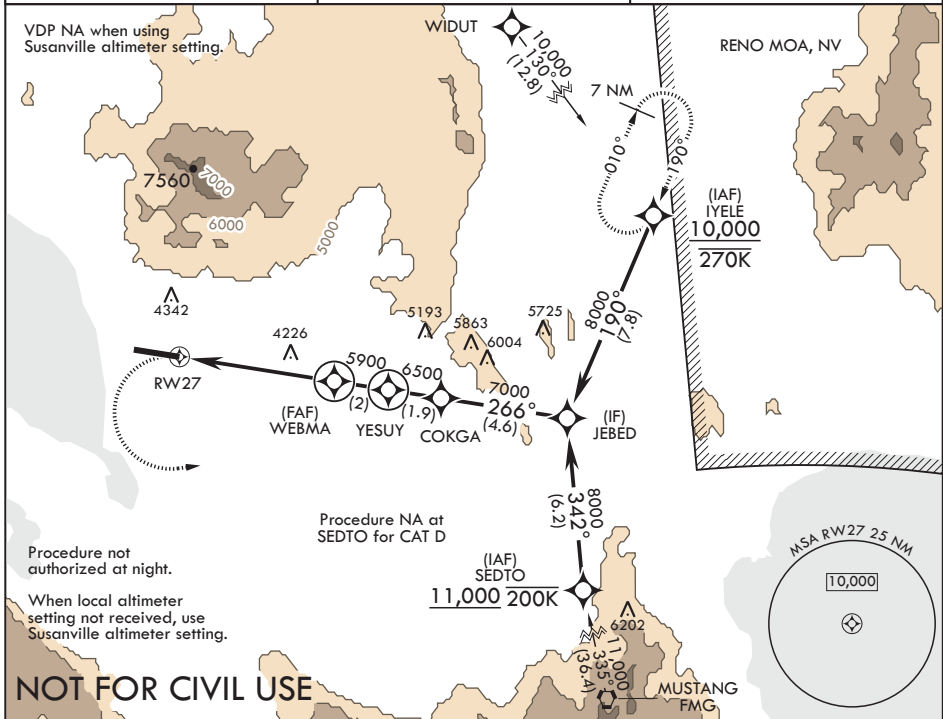 VDP NA when using
Susanville altimeter setting.
WIDUT
10,000
130°
(12.8)
RENO MOA, NV
7 NM
010°
190°
(IAF)
IYELE
10,000
270K
7560
7000
6000
5000
4342
4226
5193
5863
6004
5725
8000
190°
(7.8)
RW27
5900
6500
7000
266°
(4.6)
(2)
(1.9)
(FAF)
WEBMA
YESUY
COKGA
(IF)
JEBED
8000
342°
(6.2)
Procedure NA at
SEDTO for CAT D
(IAF)
SEDTO
11,000 200K
6202
11,000
335°
(36.4)
MUSTANG
FMG
Procedure not
authorized at night.
When local altimeter
setting not received, use
Susanville altimeter setting.
MSA RW27 25 NM
10,000
NOT FOR CIVIL USE